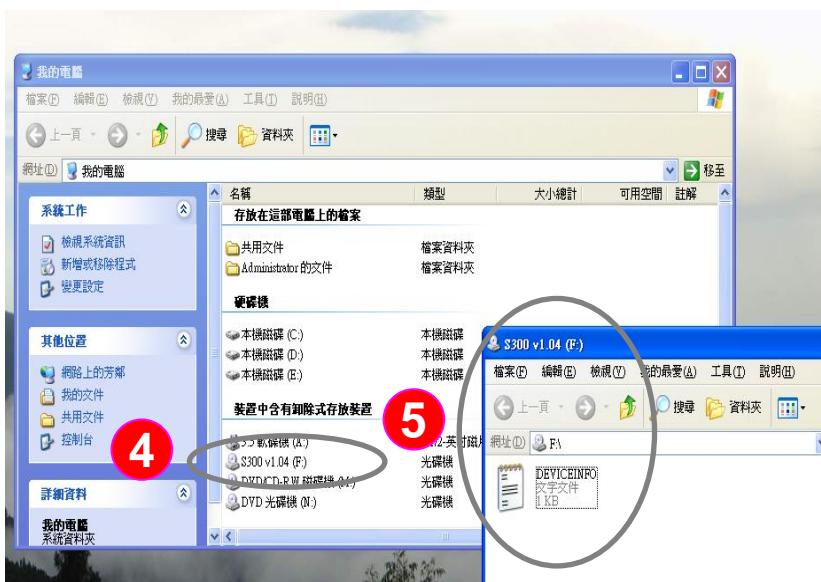 我的電腦
檔案(F) 編輯(E) 檢視(V) 我的最愛(A) 工具(T) 說明(H)
上一頁 搜尋 資料夾
網址(D) 我的電腦 移至
名稱 類型 大小總計 可用空間 註解
系統工作
檢視系統資訊
新增或移除程式
變更設定
其他位置
網路上的芳鄰
我的文件
共用文件
控制台
詳細資料
我的電腦
系統資料夾
存放在這部電腦上的檔案
共用文件 檔案資料夾
Administrator 的文件 檔案資料夾
硬碟機
本機磁碟 (C:) 本機磁碟
本機磁碟 (D:) 本機磁碟
本機磁碟 (E:) 本機磁碟
裝置中含有卸除式存放裝置
3.5 軟碟機 (A:)
S300 v1.04 (F:) 光碟機
DVD/CD-RW 磁碟機 (M:) 光碟機
DVD 光碟機 (N:) 光碟機
4
5
S300 v1.04 (F:)
檔案(F) 編輯(E) 檢視(V) 我的最愛(A) 工具(T) 說明(H)
上一頁 搜尋 資料夾
網址(D) F:\
DEVICEINFO
文字文件
1 KB